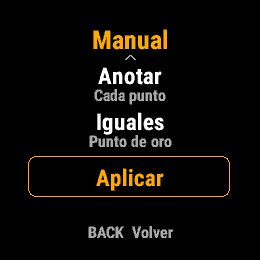 Manual
Anotar
Cada punto
Iguales
Punto de oro
Aplicar
BACK Volver